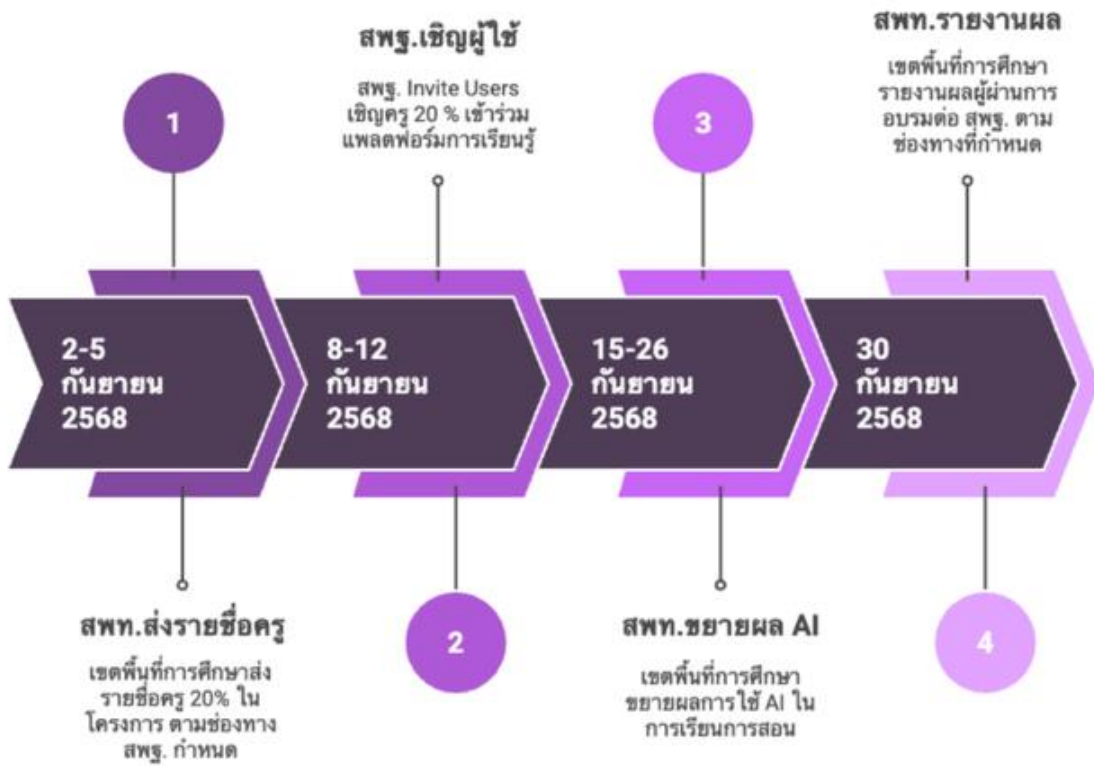 1
2-5
กันยายน
2568
สพท.ส่งรายชื่อครู
เขตพื้นที่การศึกษาส่ง
รายชื่อครู 20% ใน
โครงการ ตามช่องทาง
สพฐ. กำหนด
สพฐ.เชิญผู้ใช้
สพฐ. Invite Users
เชิญครู 20 % เข้าร่วม
แพลตฟอร์มการเรียนรู้
8-12
กันยายน
2568
2
3
15-26
กันยายน
2568
สพท.ขยายผล AI
เขตพื้นที่การศึกษา
ขยายผลการใช้ AI ใน
การเรียนการสอน
สพท.รายงานผล
เขตพื้นที่การศึกษา
รายงานผลผู้ผ่านการ
อบรมต่อ สพฐ. ตาม
ช่องทางที่กำหนด
30
กันยายน
2568
4